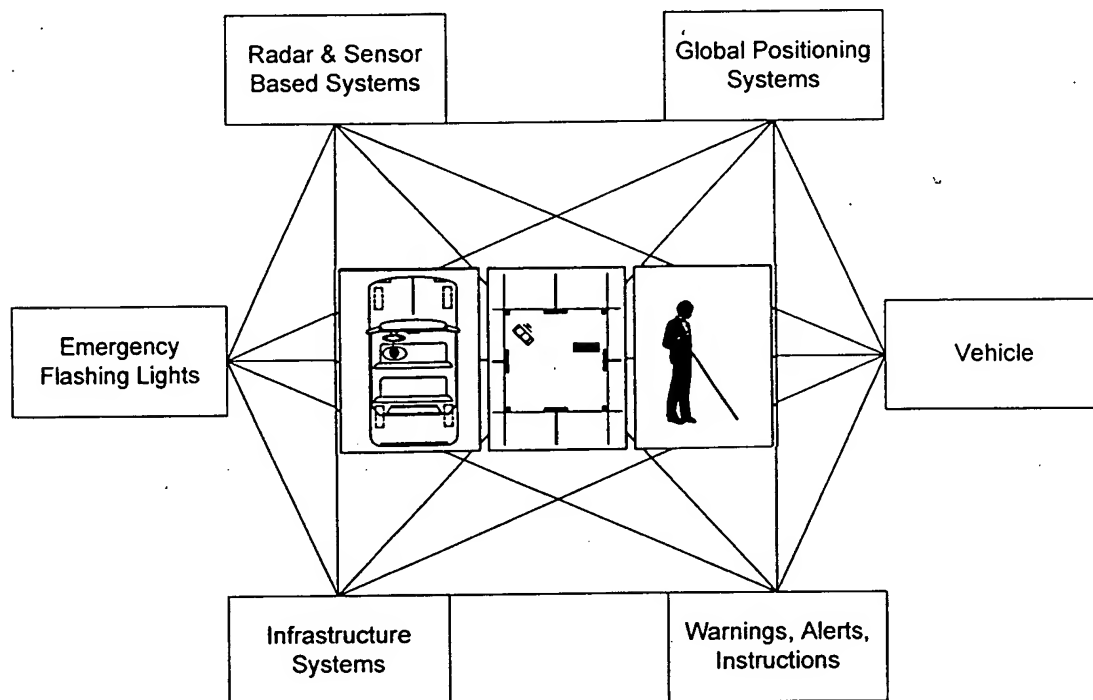 Radar & Sensor
Based Systems
Global Positioning
Systems
Emergency
Flashing Lights
Vehicle
Infrastructure
Systems
Warnings, Alerts,
Instructions